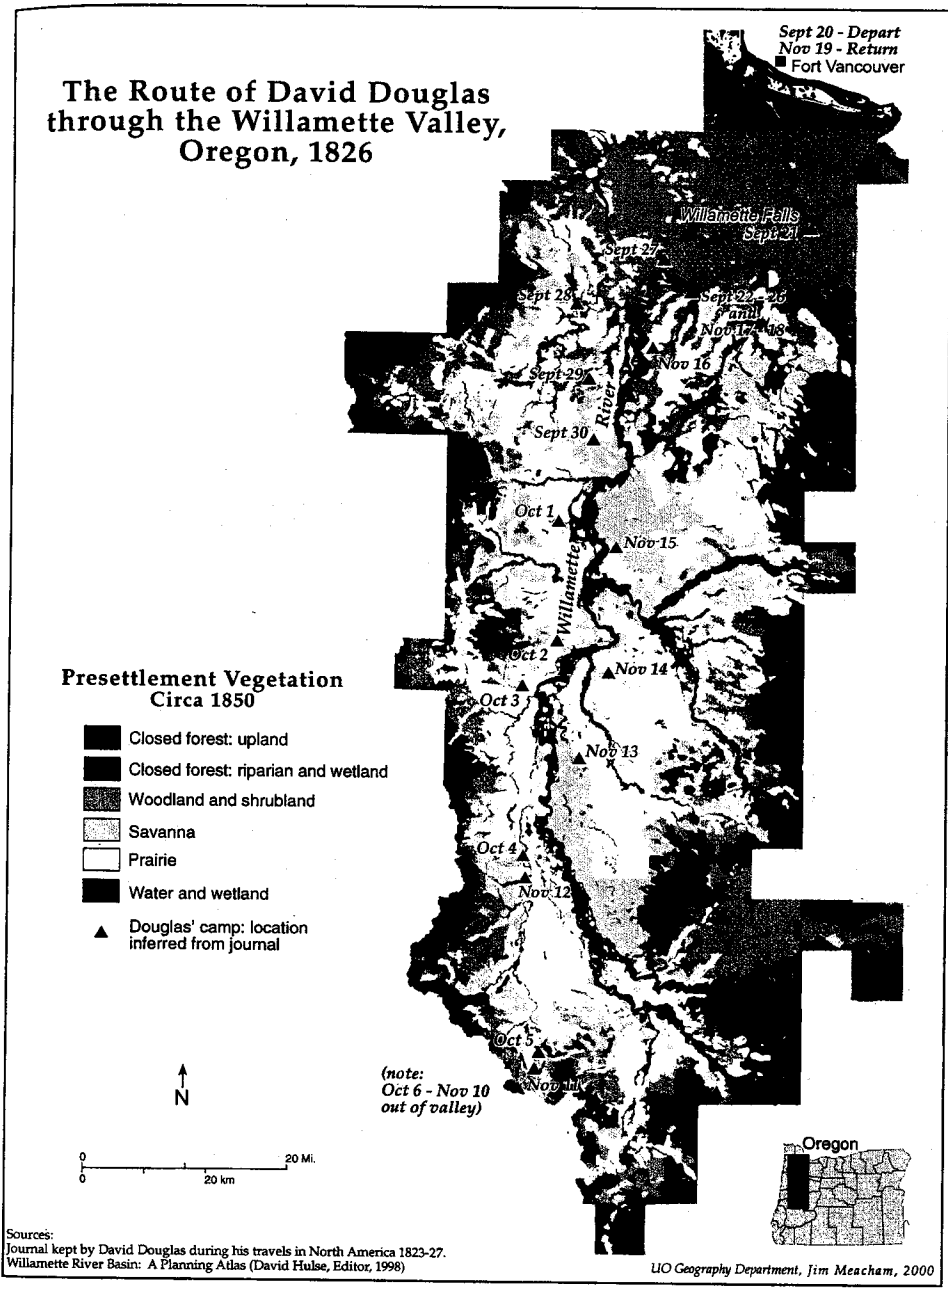 Sept 20 - Depart
Nov 19 - Return
Fort Vancouver
The Route of David Douglas
through the Willamette Valley,
Oregon, 1826
Willamette Falls
Sept 21
Sept 27
Sept 28
Sept 22 - 26
and
Nov 17 - 18
Nov 16
Sept 29
River
Sept 30
Oct 1
Nov 15
Willamette
Oct 2
Nov 14
Oct 3
Presettlement Vegetation
Circa 1850
Closed forest: upland
Closed forest: riparian and wetland
Woodland and shrubland
Savanna
Prairie
Water and wetland
Douglas' camp: location
inferred from journal
Nov 13
Oct 4
Nov 12
Oct 5
Nov 11
(note:
Oct 6 - Nov 10
out of valley)
N
0 20 Mi.
0 20 km
Oregon
Sources:
Journal kept by David Douglas during his travels in North America 1823-27.
Willamette River Basin: A Planning Atlas (David Hulse, Editor, 1998)
UO Geography Department, Jim Meacham, 2000